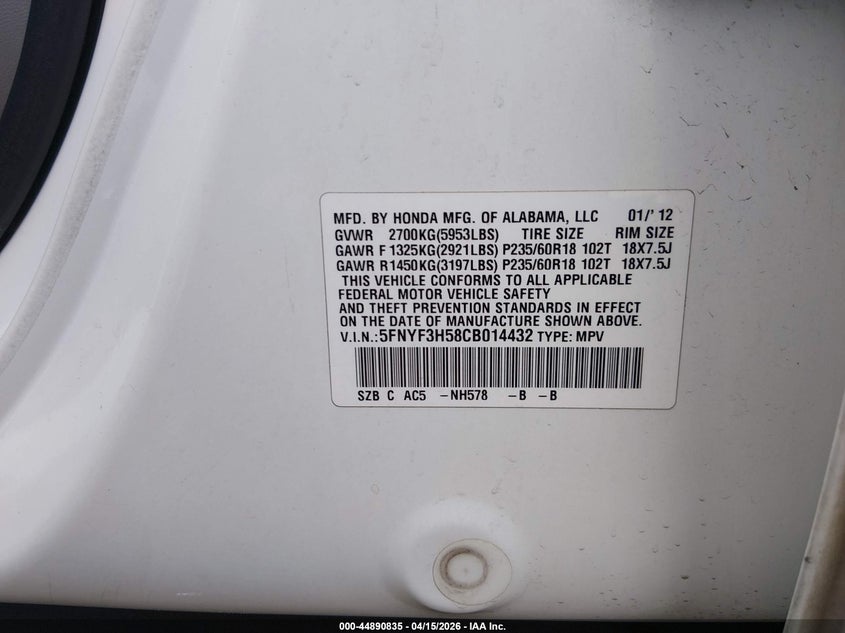 MFD. BY HONDA MFG. OF ALABAMA, LLC 01/'12
GVWR 2700KG(5953LBS) TIRE SIZE RIM SIZE
GAWR F 1325KG(2921LBS) P235/60R18 102T 18X7.5J
GAWR R1450KG(3197LBS) P235/60R18 102T 18X7.5J
THIS VEHICLE CONFORMS TO ALL APPLICABLE
FEDERAL MOTOR VEHICLE SAFETY
AND THEFT PREVENTION STANDARDS IN EFFECT
ON THE DATE OF MANUFACTURE SHOWN ABOVE.
V.I.N.:5FNYF3H58CB014432 TYPE: MPV
SZB C AC5 -NH578 -B -B
000-44890835 - 04/15/2026 - IAA Inc.